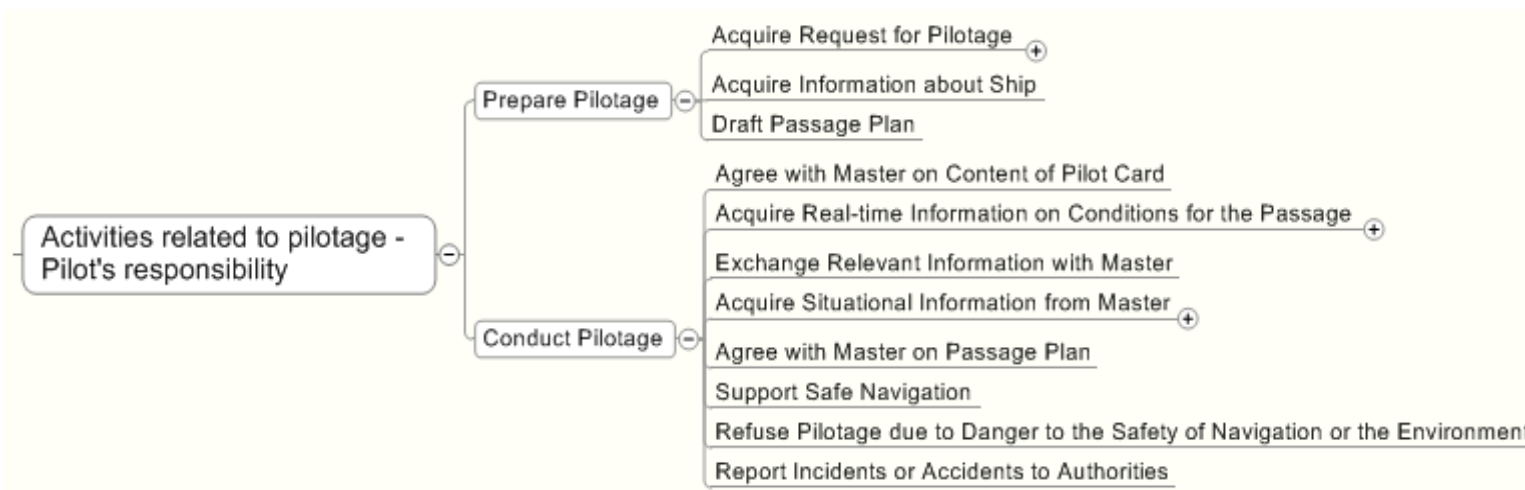 Acquire Request for Pilotage
Acquire Information about Ship
Prepare Pilotage
Draft Passage Plan
Agree with Master on Content of Pilot Card
Acquire Real-time Information on Conditions for the Passage
Activities related to pilotage -
Pilot's responsibility
Exchange Relevant Information with Master
Acquire Situational Information from Master
Conduct Pilotage
Agree with Master on Passage Plan
Support Safe Navigation
Refuse Pilotage due to Danger to the Safety of Navigation or the Environment
Report Incidents or Accidents to Authorities